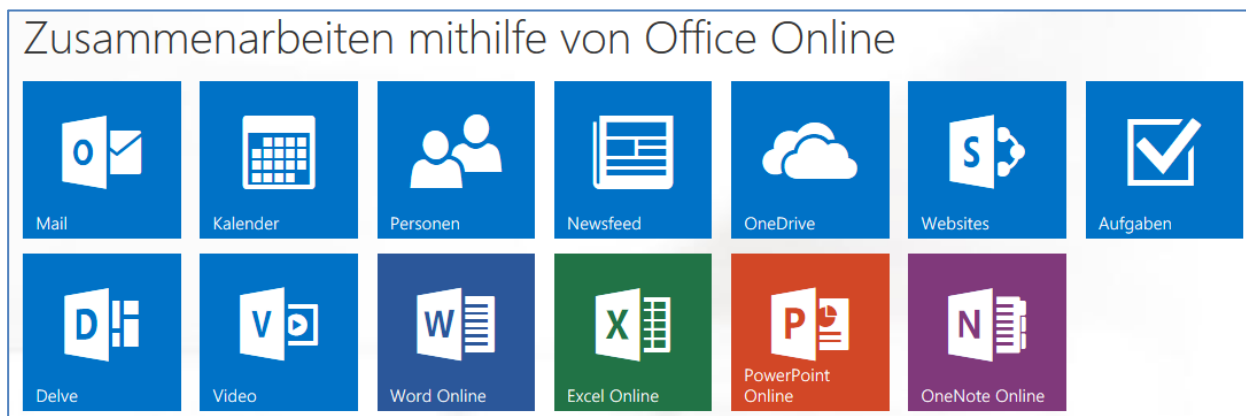 Zusammenarbeiten mithilfe von Office Online
O
S
Mail
Kalender
Personen
Newsfeed
OneDrive
Websites
Aufgaben
D
V
W
X
P
N
Delve
Video
Word Online
Excel Online
PowerPoint
Online
OneNote Online